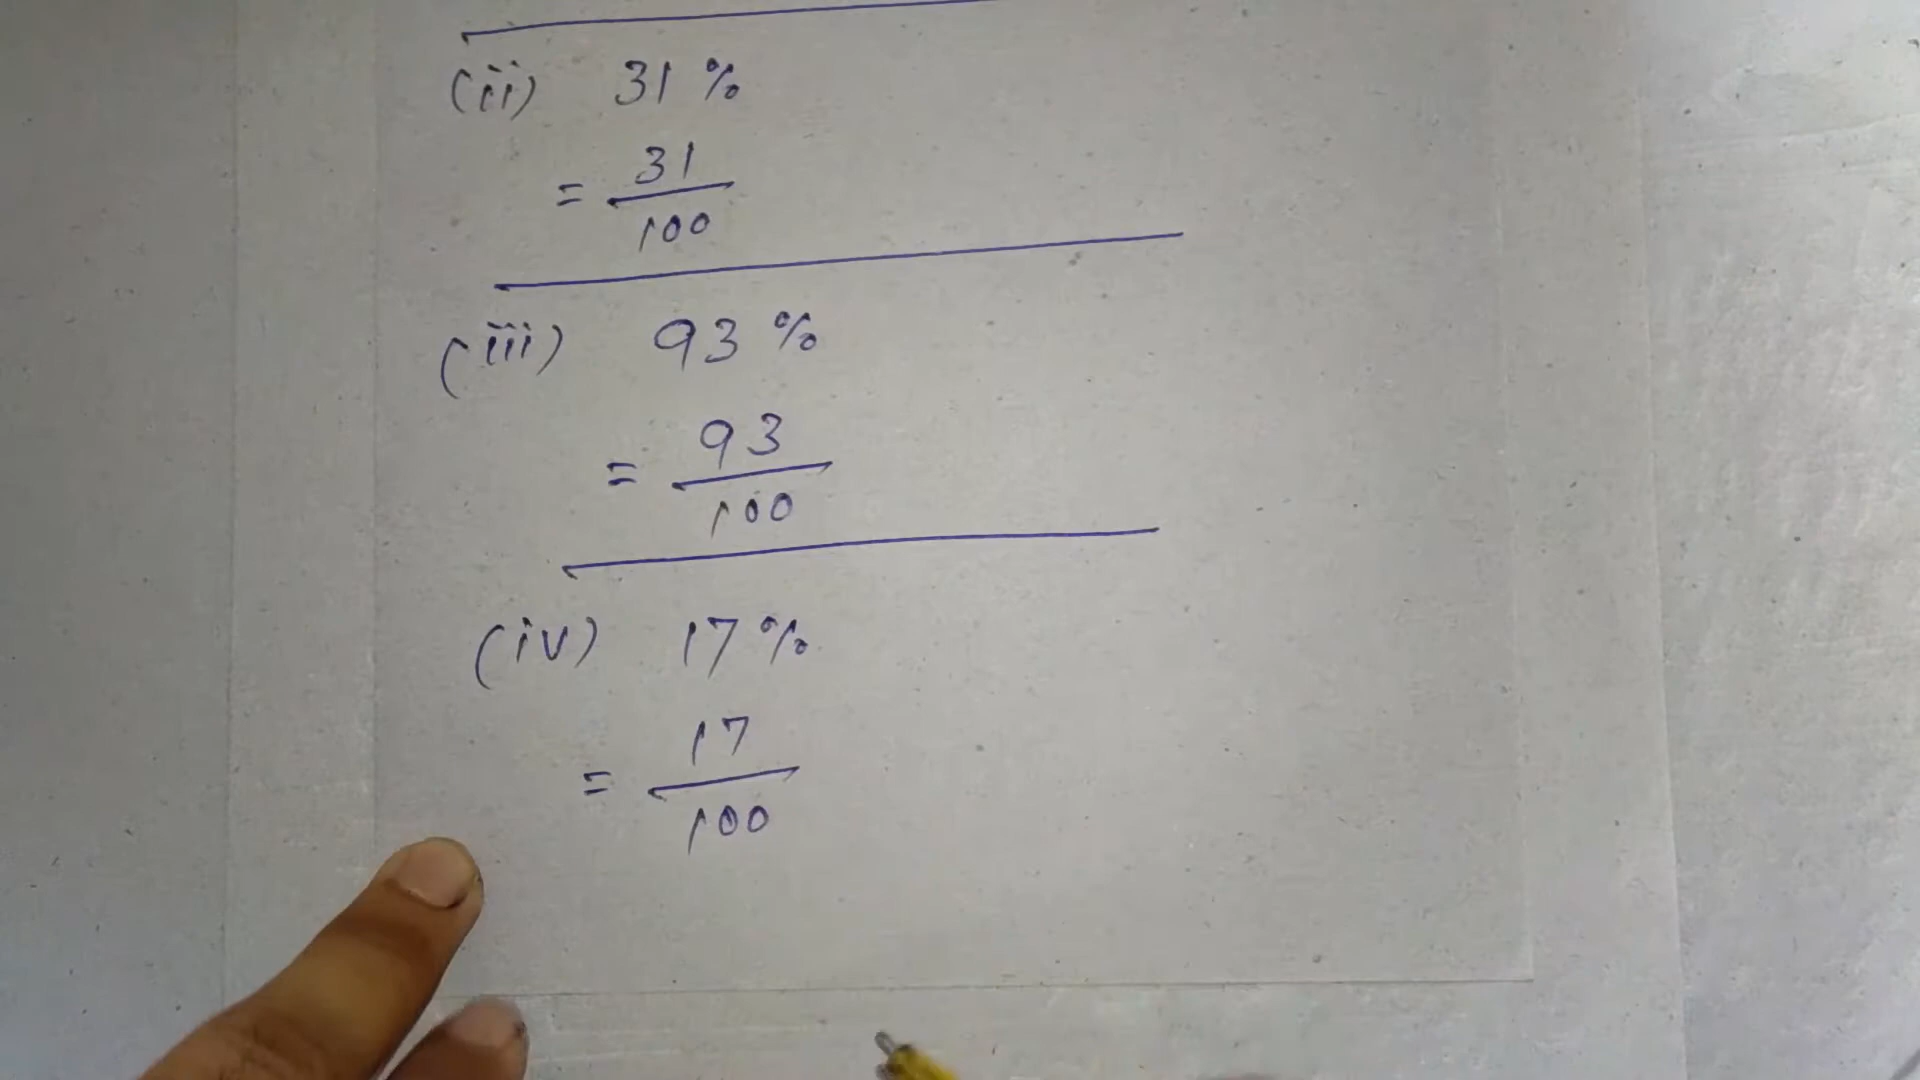 (ii) 31 %
= 31/100
(iii) 93 %
= 93/100
(iv) 17 %
= 17/100